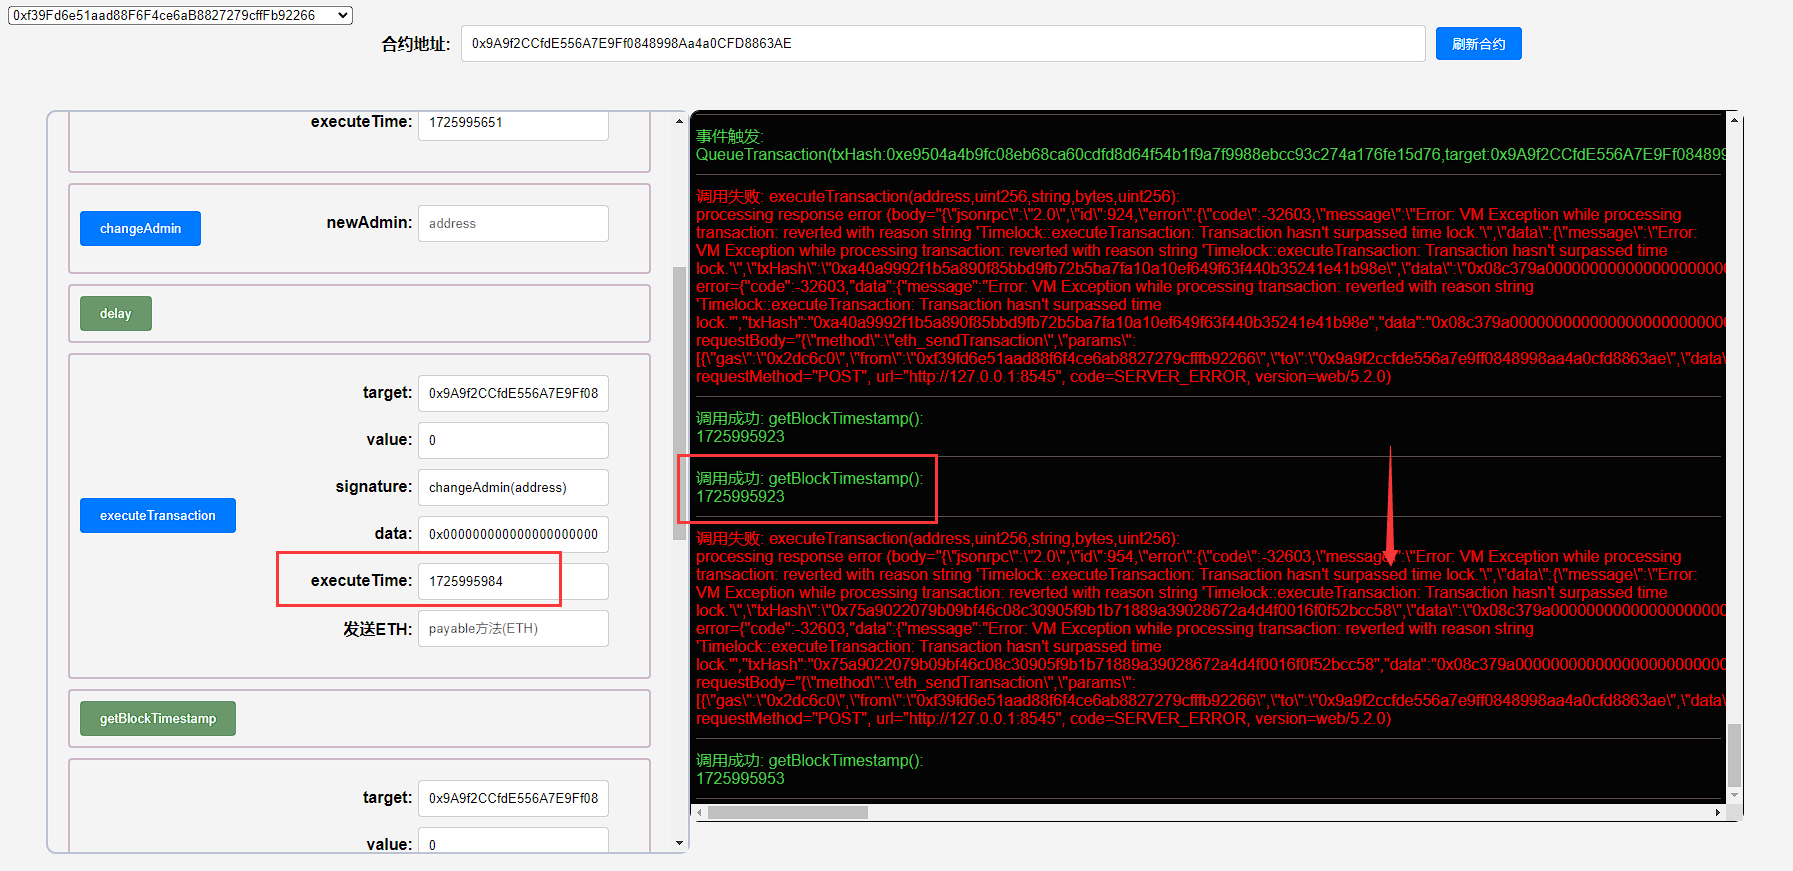 0xf39Fd6e51aad88F6F4ce6aB8827279cffFb92266
合约地址: 0x9A9f2CCfdE556A7E9Ff0848998Aa4a0CFD8863AE 刷新合约
executeTime: 1725995651
changeAdmin newAdmin: address
delay
target: 0x9A9f2CCfdE556A7E9Ff08
value: 0
signature: changeAdmin(address)
executeTransaction
data: 0x000000000000000000000
executeTime: 1725995984
发送ETH: payable方法(ETH)
getBlockTimestamp
target: 0x9A9f2CCfdE556A7E9Ff08
value: 0
事件触发:
QueueTransaction(txHash:0xe9504a4b9fc08eb68ca60cdfd8d64f54b1f9a7f9988ebcc93c274a176fe15d76,target:0x9A9f2CCfdE556A7E9Ff084899
调用失败: executeTransaction(address,uint256,string,bytes,uint256):
processing response error (body="{\"jsonrpc\":\"2.0\",\"id\":924,\"error\":{\"code\":-32603,\"message\":\"Error: VM Exception while processing
transaction: reverted with reason string 'Timelock::executeTransaction: Transaction hasn't surpassed time lock.'\",\"data\":{\"message\":\"Error:
VM Exception while processing transaction: reverted with reason string 'Timelock::executeTransaction: Transaction hasn't surpassed time
lock.'\",\"txHash\":\"0xa40a9992f1b5a890f85bbd9fb72b5ba7fa10a10ef649f63f440b35241e41b98e\",\"data\":\"0x08c379a0000000000000000000000
error={"code":-32603,"data":{"message":"Error: VM Exception while processing transaction: reverted with reason string
'Timelock::executeTransaction: Transaction hasn't surpassed time
lock.'","txHash":"0xa40a9992f1b5a890f85bbd9fb72b5ba7fa10a10ef649f63f440b35241e41b98e","data":"0x08c379a00000000000000000000000
requestBody="{\"method\":\"eth_sendTransaction\",\"params\":
[{\"gas\":\"0x2dc6c0\",\"from\":\"0xf39fd6e51aad88f6f4ce6ab8827279cfffb92266\",\"to\":\"0x9a9f2ccfde556a7e9ff0848998aa4a0cfd8863ae\",\"data\
requestMethod="POST", url="http://127.0.0.1:8545", code=SERVER_ERROR, version=web/5.2.0)
调用成功: getBlockTimestamp():
1725995923
调用成功: getBlockTimestamp():
1725995923
调用失败: executeTransaction(address,uint256,string,bytes,uint256):
processing response error (body="{\"jsonrpc\":\"2.0\",\"id\":954,\"error\":{\"code\":-32603,\"message\":\"Error: VM Exception while processing
transaction: reverted with reason string 'Timelock::executeTransaction: Transaction hasn't surpassed time lock.'\",\"data\":{\"message\":\"Error:
VM Exception while processing transaction: reverted with reason string 'Timelock::executeTransaction: Transaction hasn't surpassed time
lock.'\",\"txHash\":\"0x75a9022079b09bf46c08c30905f9b1b71889a39028672a4d4f0016f0f52bcc58\",\"data\":\"0x08c379a0000000000000000000000
error={"code":-32603,"data":{"message":"Error: VM Exception while processing transaction: reverted with reason string
'Timelock::executeTransaction: Transaction hasn't surpassed time
lock.'","txHash":"0x75a9022079b09bf46c08c30905f9b1b71889a39028672a4d4f0016f0f52bcc58","data":"0x08c379a00000000000000000000000
requestBody="{\"method\":\"eth_sendTransaction\",\"params\":
[{\"gas\":\"0x2dc6c0\",\"from\":\"0xf39fd6e51aad88f6f4ce6ab8827279cfffb92266\",\"to\":\"0x9a9f2ccfde556a7e9ff0848998aa4a0cfd8863ae\",\"data\
requestMethod="POST", url="http://127.0.0.1:8545", code=SERVER_ERROR, version=web/5.2.0)
调用成功: getBlockTimestamp():
1725995953